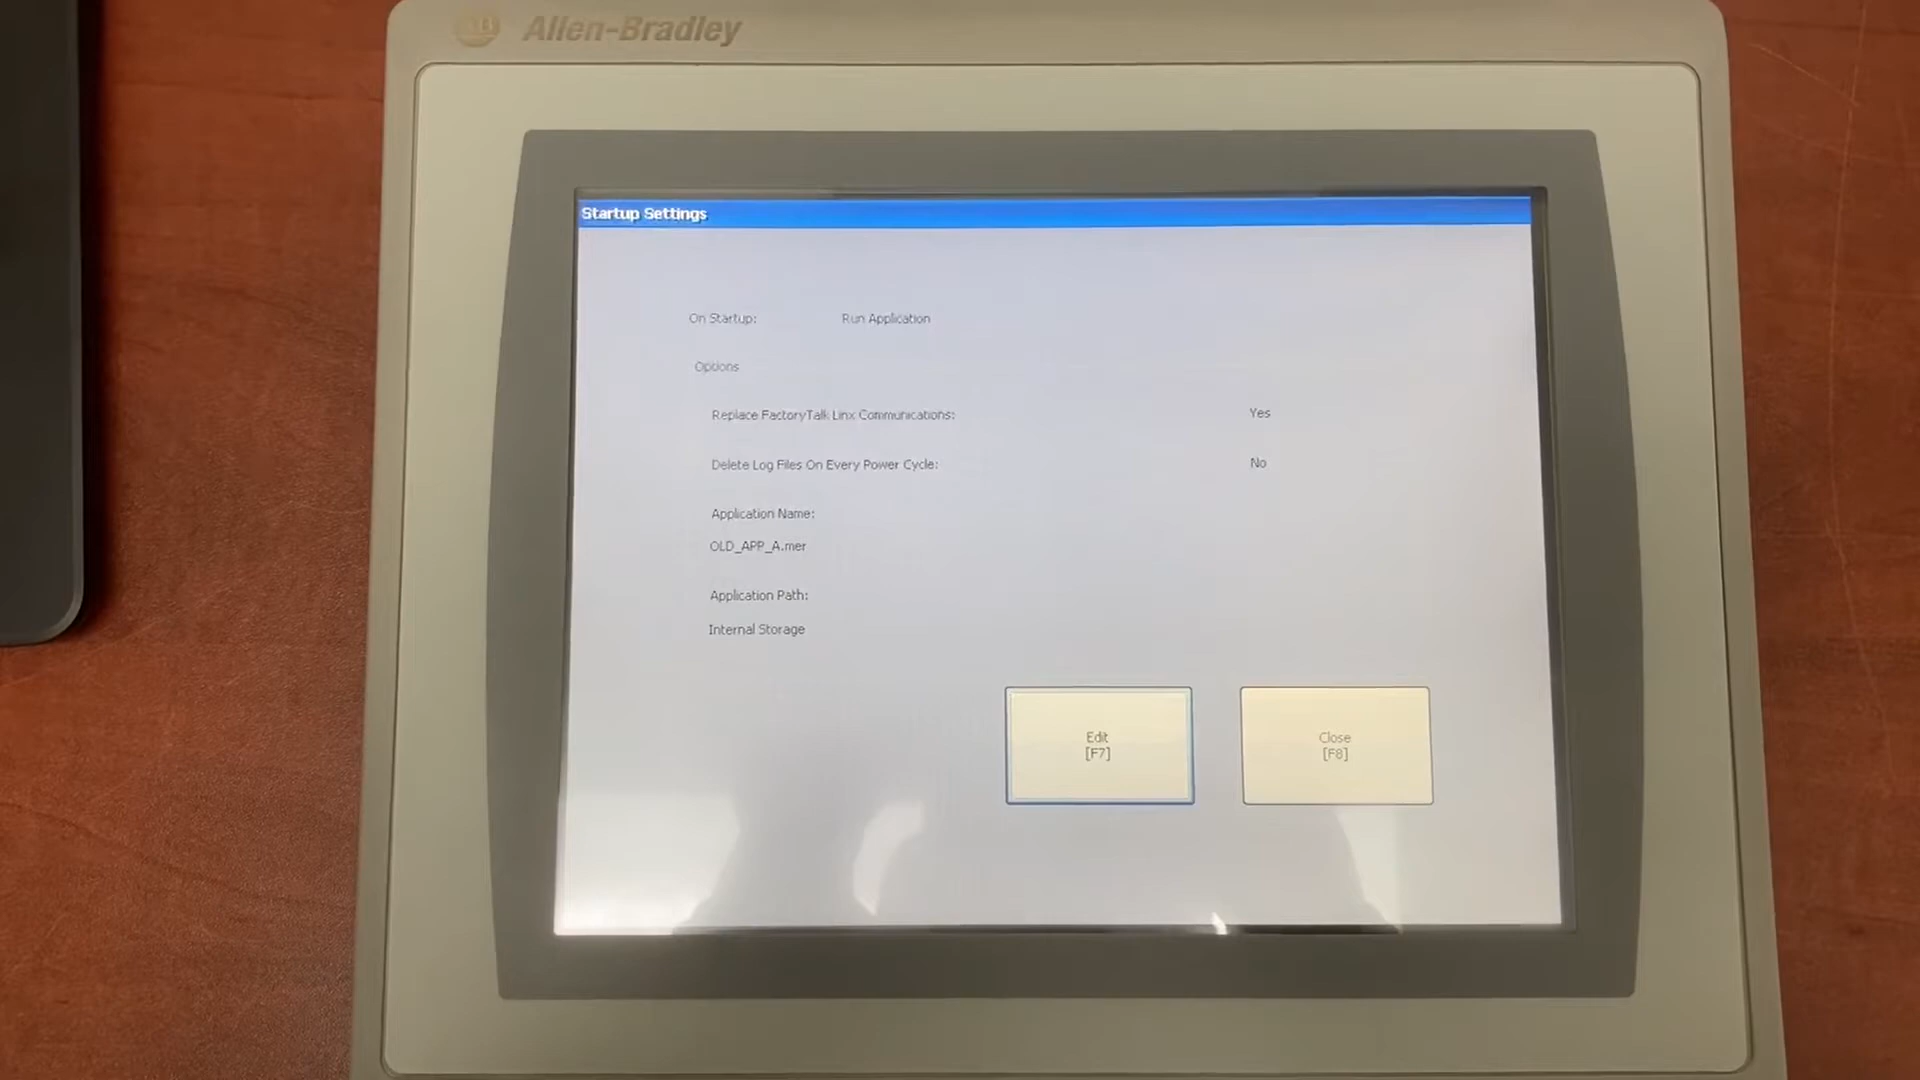 AB Allen-Bradley
Startup Settings
On Startup: Run Application
Options
Replace FactoryTalk Linx Communications: Yes
Delete Log Files On Every Power Cycle: No
Application Name:
OLD_APP_A.mer
Application Path:
Internal Storage
Edit
[F7]
Close
[F8]